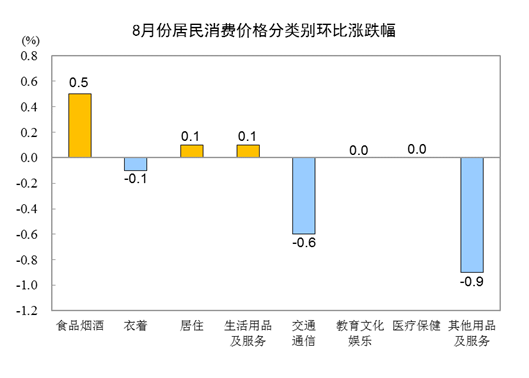 8月份居民消费价格分类别环比涨跌幅
(%)
0.8
0.6
0.4
0.2
0.0
-0.2
-0.4
-0.6
-0.8
-1.0
-1.2
0.5
-0.1
0.1
0.1
-0.6
0.0
0.0
-0.9
食品烟酒
衣着
居住
生活用品
及服务
交通
通信
教育文化
娱乐
医疗保健
其他用品
及服务